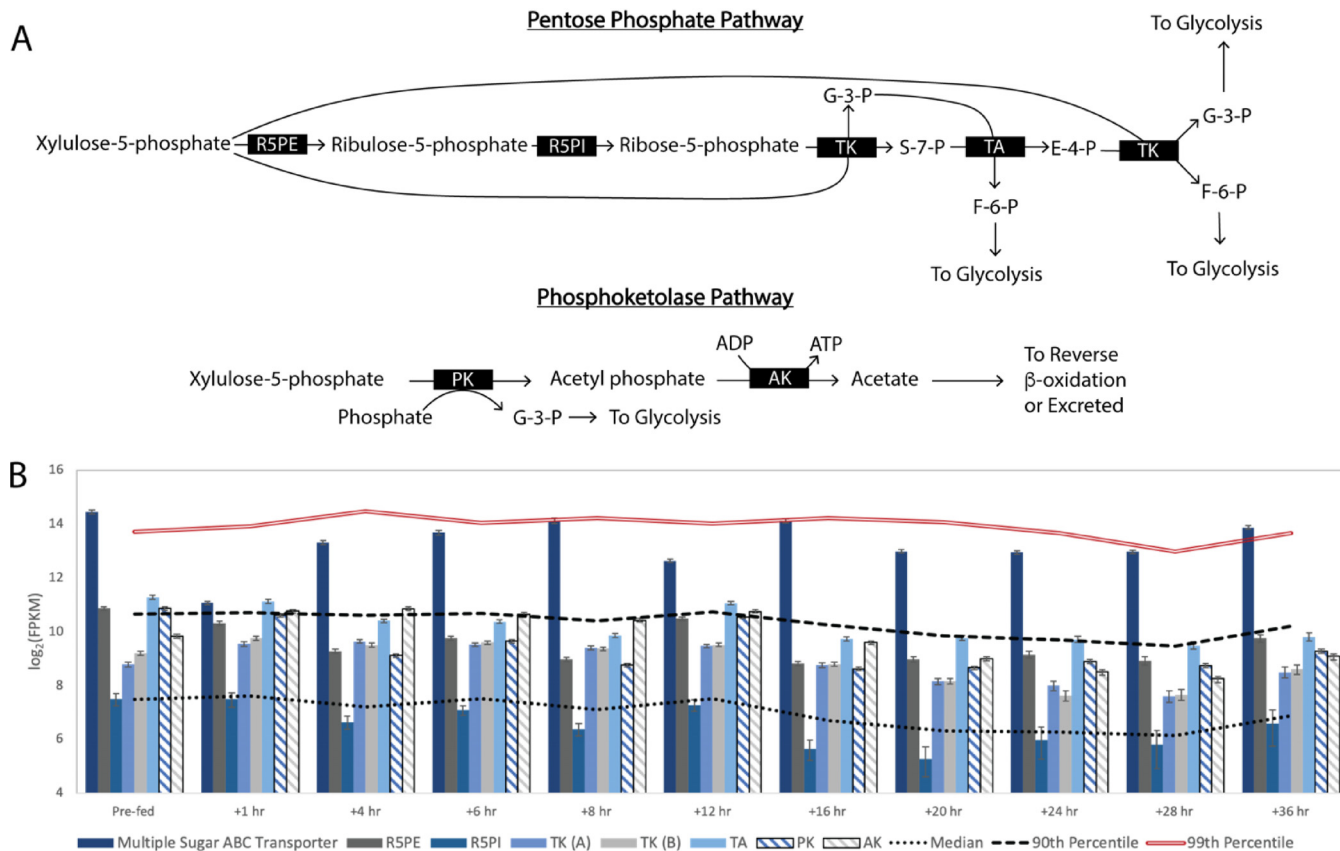 A
Pentose Phosphate Pathway
To Glycolysis
G-3-P
G-3-P
Xylulose-5-phosphate R5PE Ribulose-5-phosphate R5PI Ribose-5-phosphate TK S-7-P TA E-4-P TK
F-6-P
F-6-P
To Glycolysis
To Glycolysis
Phosphoketolase Pathway
ADP ATP
Xylulose-5-phosphate PK Acetyl phosphate AK Acetate
To Reverse
β-oxidation
or Excreted
Phosphate G-3-P To Glycolysis
B
log₂(FPKM)
16
14
12
10
8
6
4
Pre-fed +1 hr +4 hr +6 hr +8 hr +12 hr +16 hr +20 hr +24 hr +28 hr +36 hr
Multiple Sugar ABC Transporter R5PE R5PI TK (A) TK (B) TA PK AK Median 90th Percentile 99th Percentile